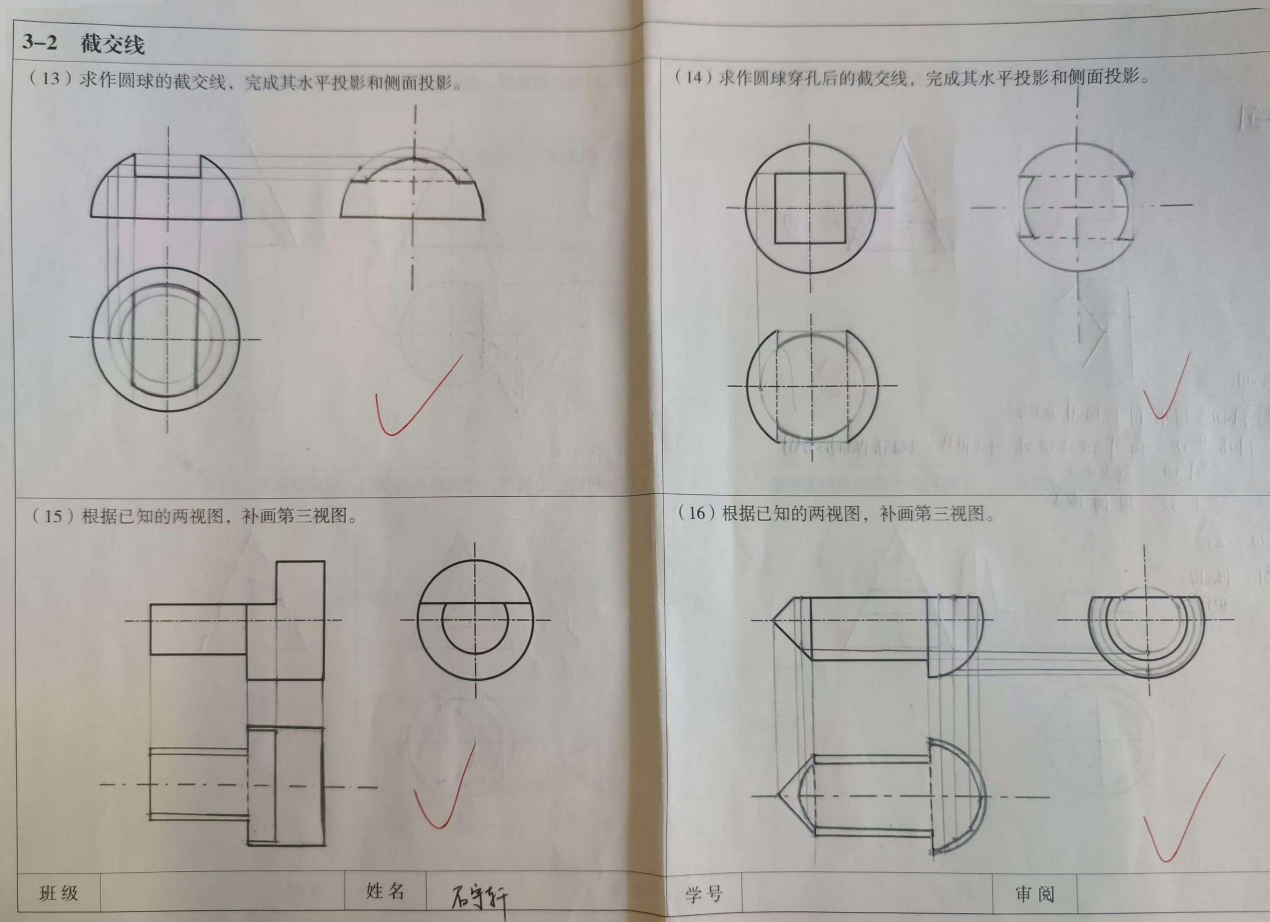 3-2 截交线
(13)求作圆球的截交线，完成其水平投影和侧面投影。
(14)求作圆球穿孔后的截交线，完成其水平投影和侧面投影。
(15)根据已知的两视图，补画第三视图。
(16)根据已知的两视图，补画第三视图。
班级
姓名
石宇轩
学号
审阅